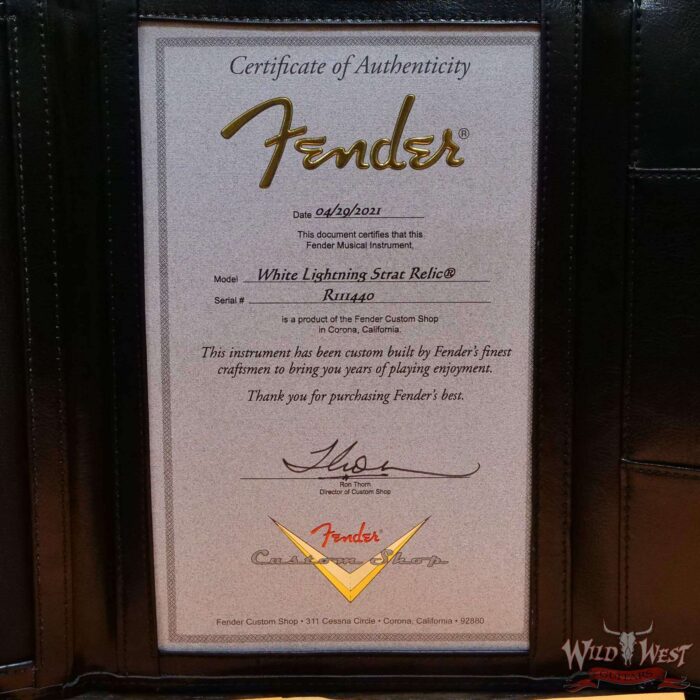 Certificate of Authenticity
Fender®
Date 04/29/2021
This document certifies that this
Fender Musical Instrument,
Model White Lightning Strat Relic®
Serial # R111440
is a product of the Fender Custom Shop
in Corona, California.
This instrument has been custom built by Fender's finest
craftsmen to bring you years of playing enjoyment.
Thank you for purchasing Fender's best.
Ron Thorn
Director of Custom Shop
Fender®
Custom Shop
Fender Custom Shop • 311 Cessna Circle • Corona, California • 92880
WILD WEST
GUITARS